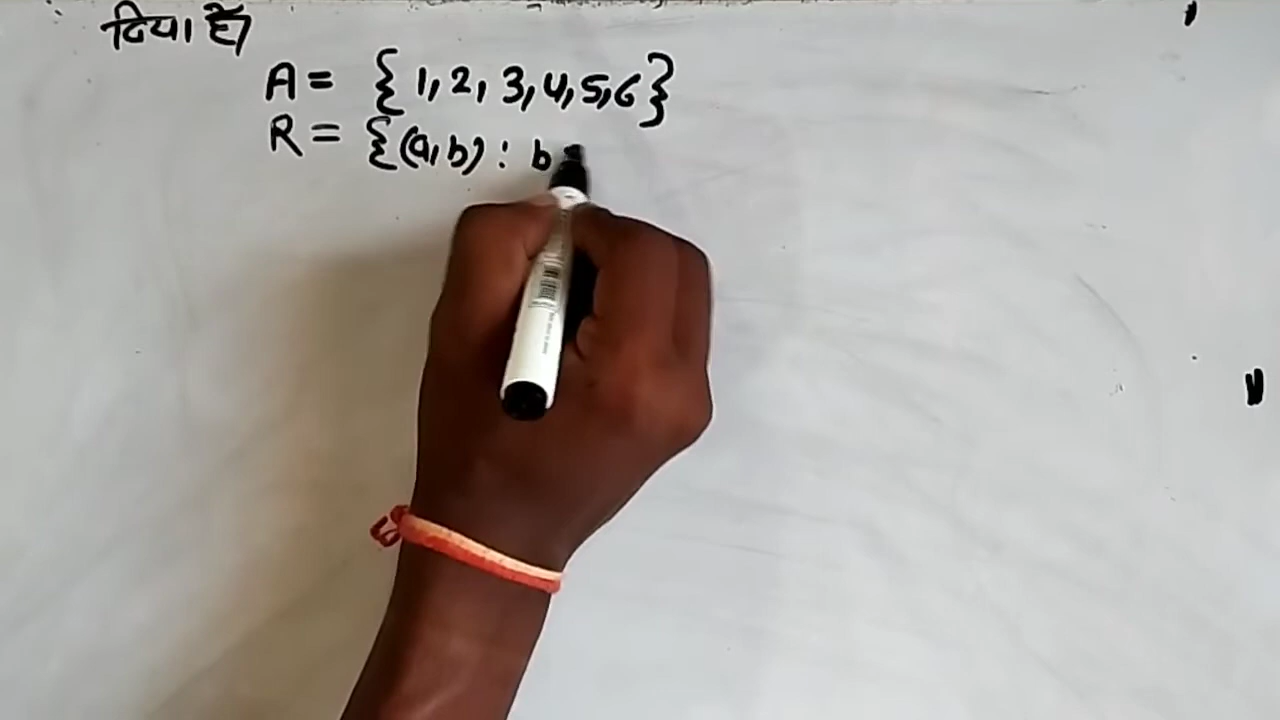 दिया है।
A = {1, 2, 3, 4, 5, 6}
R = {(a, b) : b